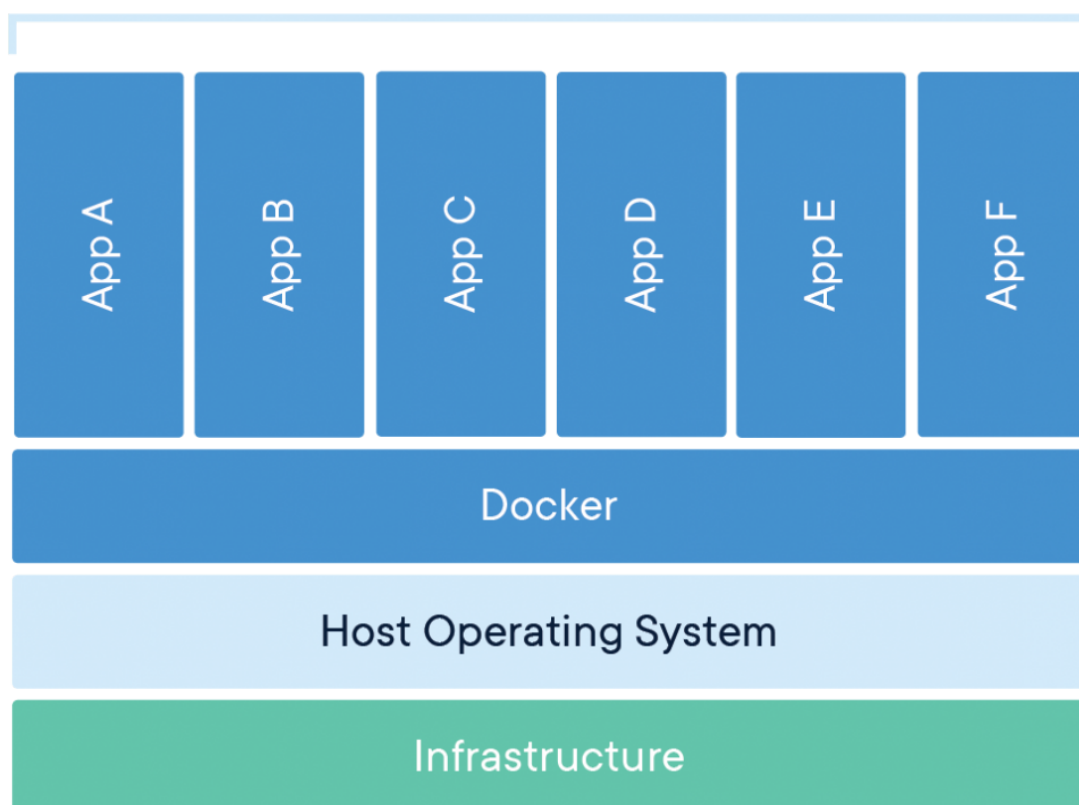 App A
App B
App C
App D
App E
App F
Docker
Host Operating System
Infrastructure